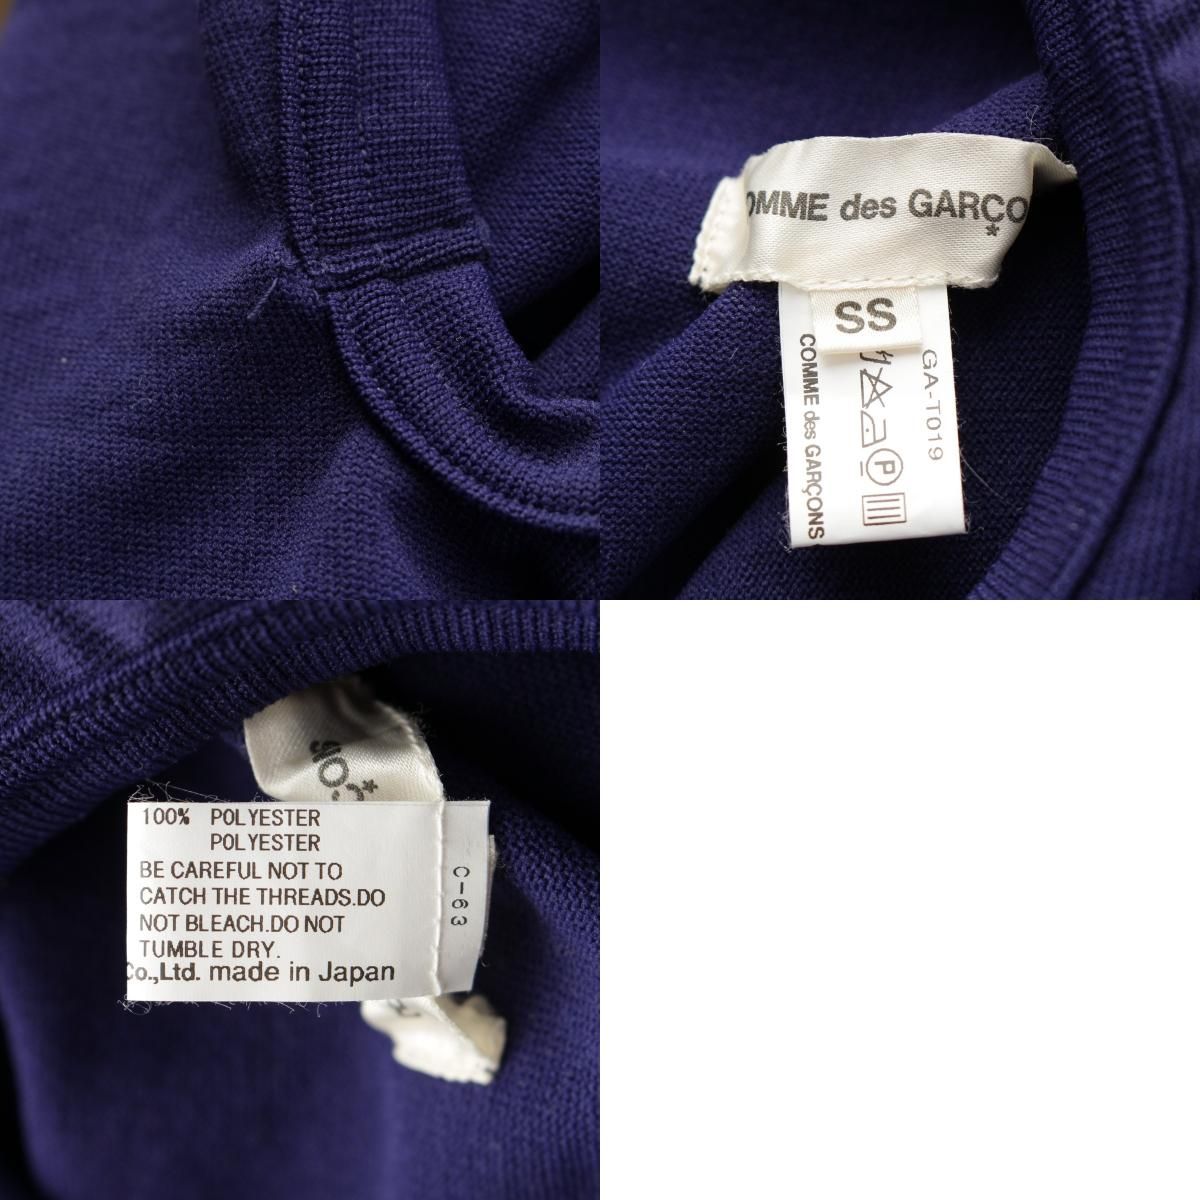 OMME des GARÇO
*
SS
COMME des GARÇONS
GA-T019
P
100% POLYESTER
POLYESTER
BE CAREFUL NOT TO
CATCH THE THREADS.DO
NOT BLEACH.DO NOT
TUMBLE DRY.
Co.,Ltd. made in Japan
C-63